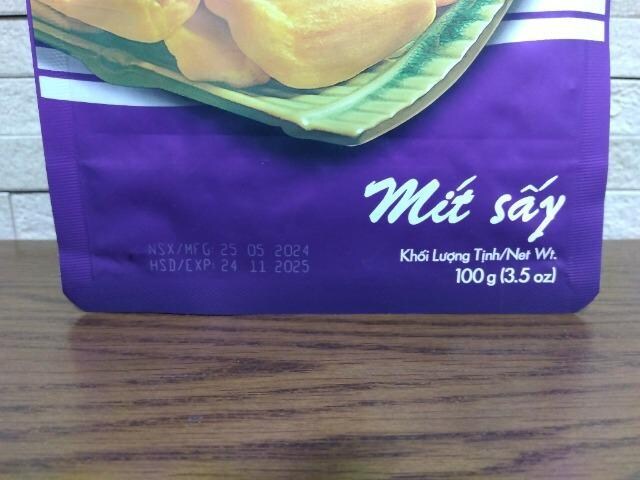 Mít sấy
Khối Lượng Tịnh/Net Wt.
100 g (3.5 oz)
NSX/MFG: 25 05 2024
HSD/EXP: 24 11 2025